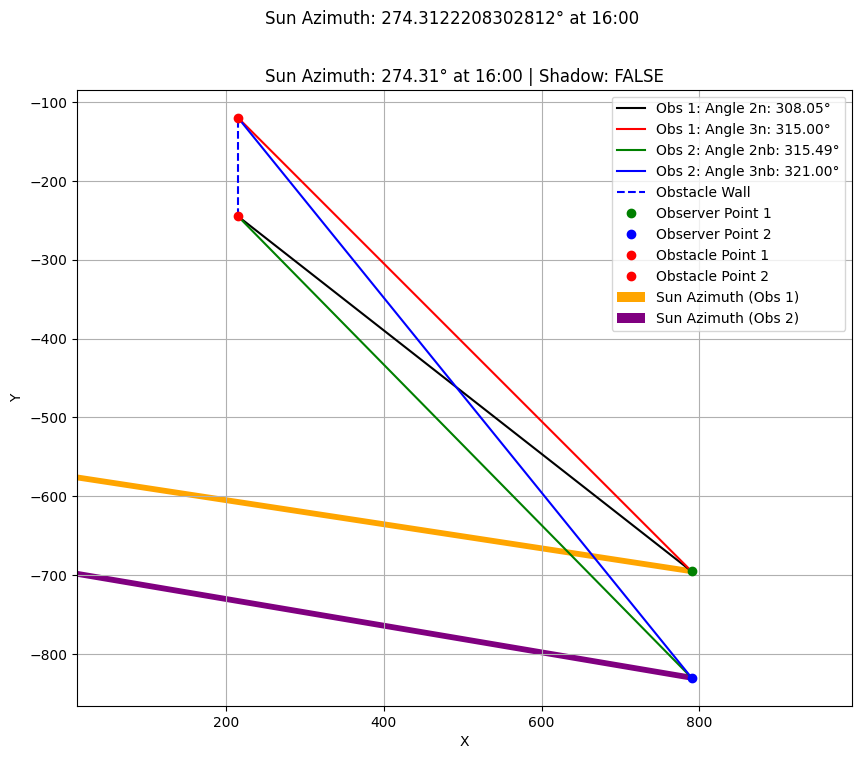 Sun Azimuth: 274.3122208302812° at 16:00
Sun Azimuth: 274.31° at 16:00 | Shadow: FALSE
Obs 1: Angle 2n: 308.05°
Obs 1: Angle 3n: 315.00°
Obs 2: Angle 2nb: 315.49°
Obs 2: Angle 3nb: 321.00°
Obstacle Wall
Observer Point 1
Observer Point 2
Obstacle Point 1
Obstacle Point 2
Sun Azimuth (Obs 1)
Sun Azimuth (Obs 2)
−100
−200
−300
−400
−500
−600
−700
−800
Y
200
400
600
800
X